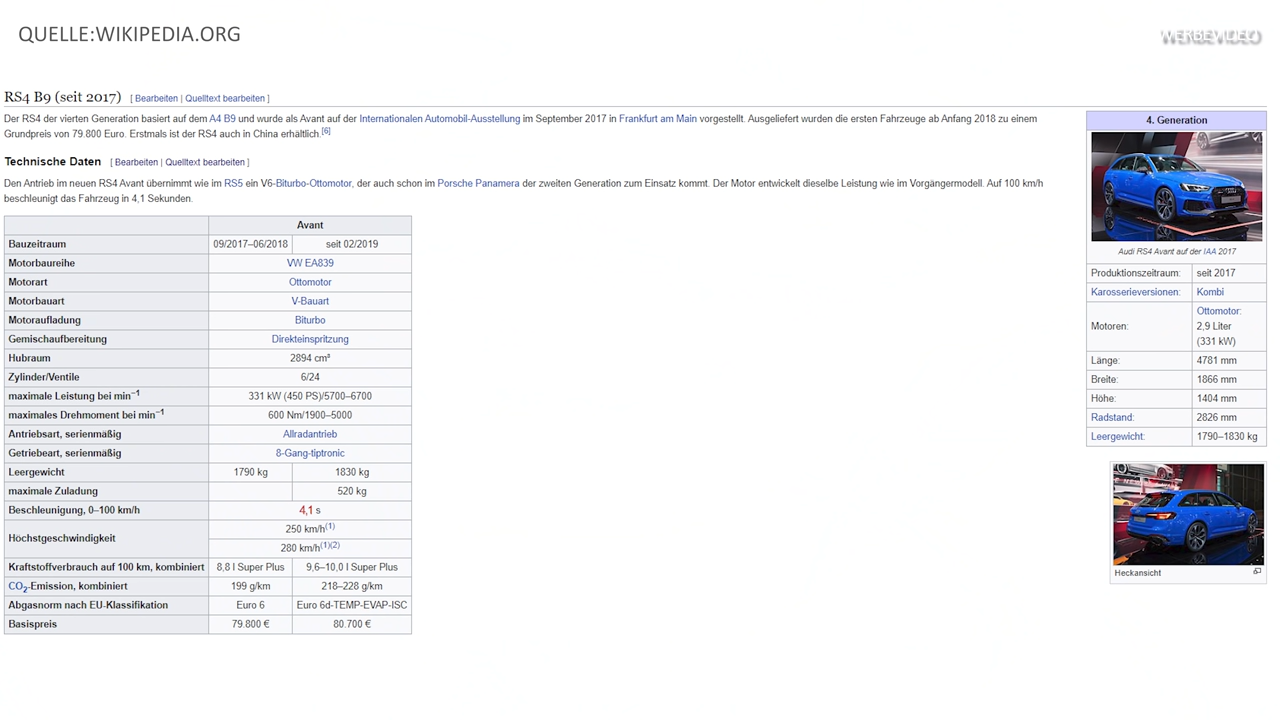 QUELLE:WIKIPEDIA.ORG
WERBEVIDEO
RS4 B9 (seit 2017) [ Bearbeiten | Quelltext bearbeiten ]
Der RS4 der vierten Generation basiert auf dem A4 B9 und wurde als Avant auf der Internationalen Automobil-Ausstellung im September 2017 in Frankfurt am Main vorgestellt. Ausgeliefert wurden die ersten Fahrzeuge ab Anfang 2018 zu einem
Grundpreis von 79.800 Euro. Erstmals ist der RS4 auch in China erhältlich.[6]
Technische Daten [ Bearbeiten | Quelltext bearbeiten ]
Den Antrieb im neuen RS4 Avant übernimmt wie im RS5 ein V6-Biturbo-Ottomotor, der auch schon im Porsche Panamera der zweiten Generation zum Einsatz kommt. Der Motor entwickelt dieselbe Leistung wie im Vorgängermodell. Auf 100 km/h
beschleunigt das Fahrzeug in 4,1 Sekunden.
Avant
Bauzeitraum 09/2017–06/2018 seit 02/2019
Motorbaureihe VW EA839
Motorart Ottomotor
Motorbauart V-Bauart
Motoraufladung Biturbo
Gemischaufbereitung Direkteinspritzung
Hubraum 2894 cm³
Zylinder/Ventile 6/24
maximale Leistung bei min−1 331 kW (450 PS)/5700–6700
maximales Drehmoment bei min−1 600 Nm/1900–5000
Antriebsart, serienmäßig Allradantrieb
Getriebeart, serienmäßig 8-Gang-tiptronic
Leergewicht 1790 kg 1830 kg
maximale Zuladung 520 kg
Beschleunigung, 0–100 km/h 4,1 s
Höchstgeschwindigkeit 250 km/h(1)
280 km/h(1)(2)
Kraftstoffverbrauch auf 100 km, kombiniert 8,8 l Super Plus 9,6–10,0 l Super Plus
CO2-Emission, kombiniert 199 g/km 218–228 g/km
Abgasnorm nach EU-Klassifikation Euro 6 Euro 6d-TEMP-EVAP-ISC
Basispreis 79.800 € 80.700 €
4. Generation
Audi RS4 Avant auf der IAA 2017
Produktionszeitraum: seit 2017
Karosserieversionen: Kombi
Motoren: Ottomotor:
2,9 Liter
(331 kW)
Länge: 4781 mm
Breite: 1866 mm
Höhe: 1404 mm
Radstand: 2826 mm
Leergewicht: 1790–1830 kg
Heckansicht